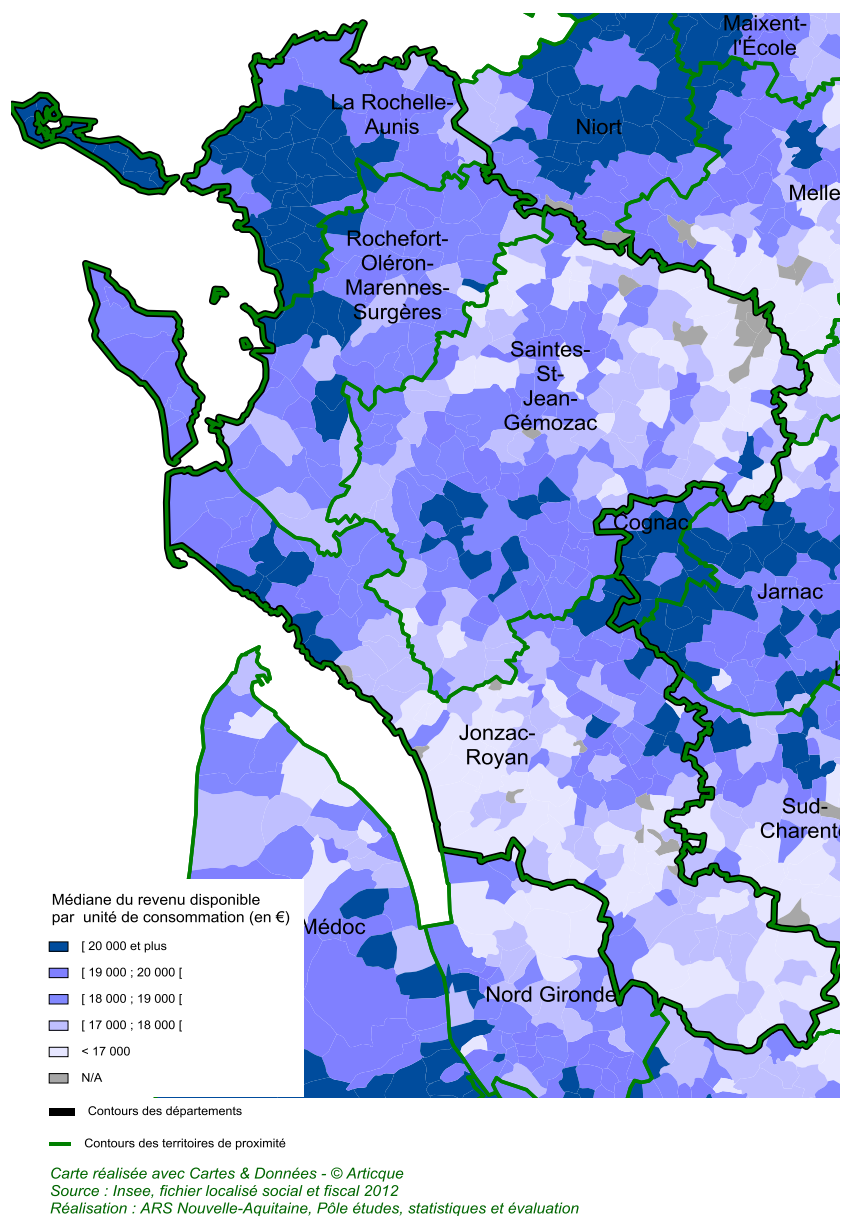 Maixent-
l'École
La Rochelle-
Aunis
Niort
Melle
Rochefort-
Oléron-
Marennes-
Surgères
Saintes-
St-
Jean-
Gémozac
Cognac
Jarnac
Jonzac-
Royan
Sud-
Charente
Médoc
Nord Gironde
Médiane du revenu disponible
par unité de consommation (en €)
[ 20 000 et plus
[ 19 000 ; 20 000 [
[ 18 000 ; 19 000 [
[ 17 000 ; 18 000 [
< 17 000
N/A
Contours des départements
Contours des territoires de proximité
Carte réalisée avec Cartes & Données - © Articque
Source : Insee, fichier localisé social et fiscal 2012
Réalisation : ARS Nouvelle-Aquitaine, Pôle études, statistiques et évaluation